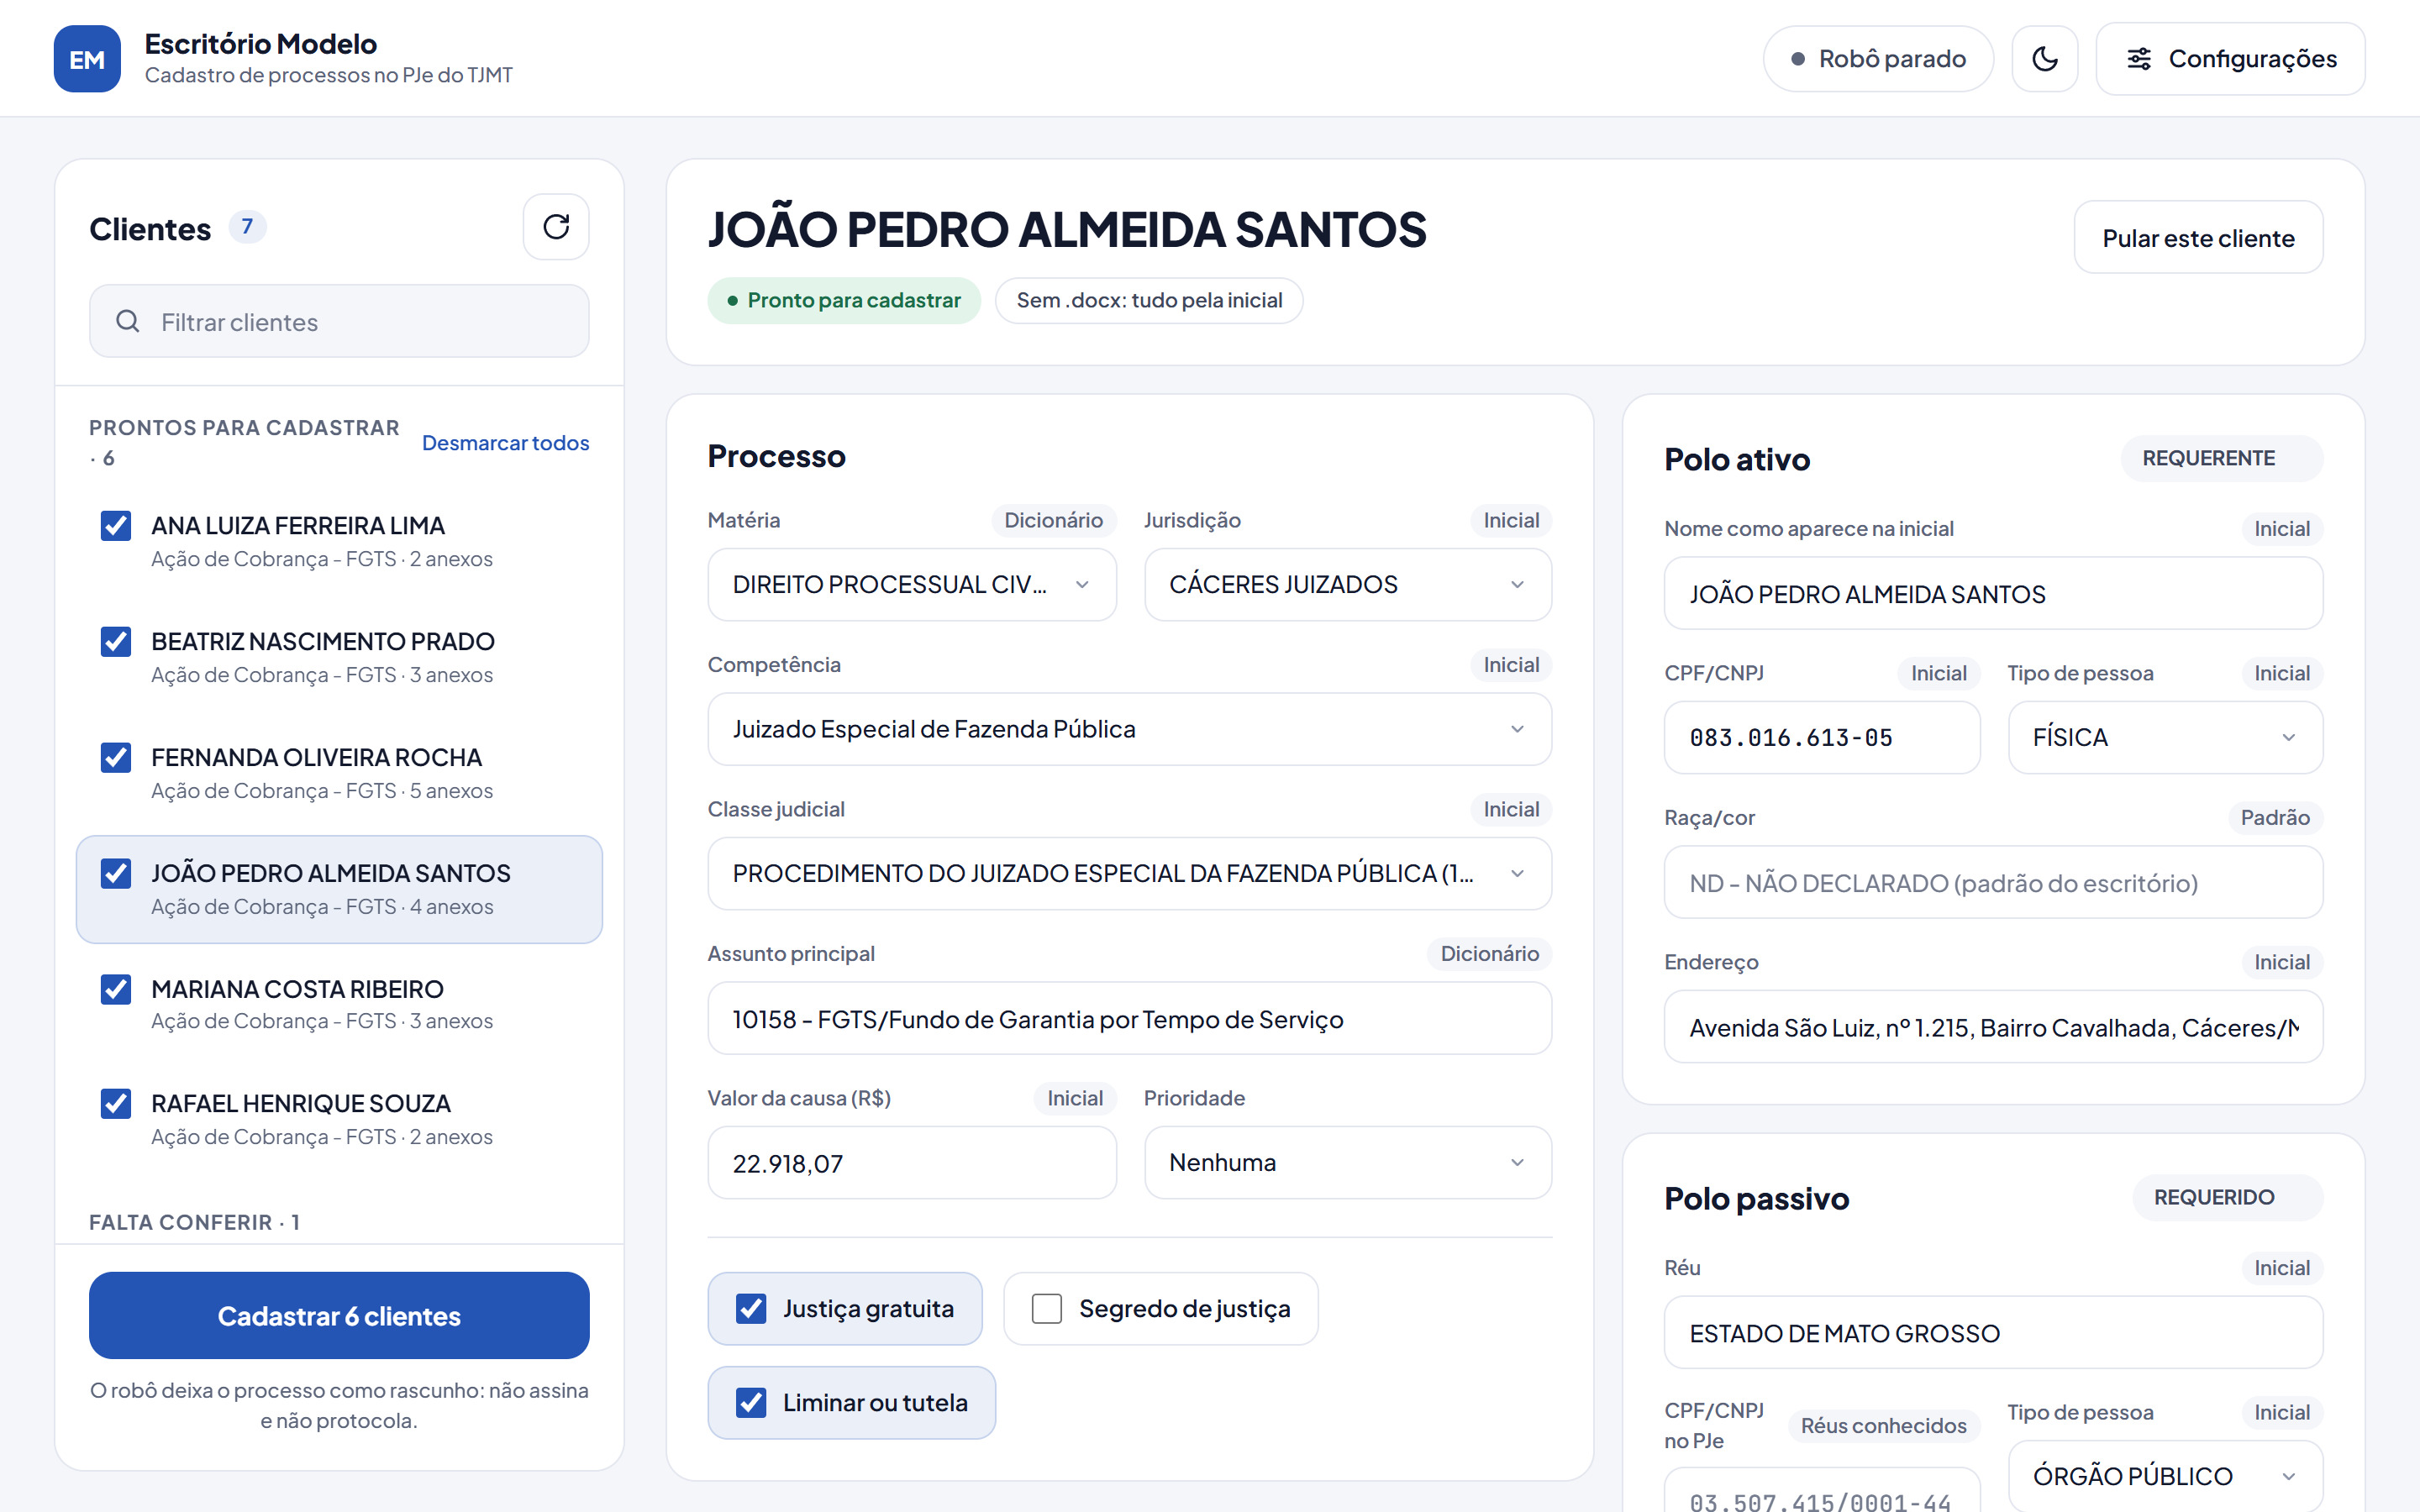 EM
Escritório Modelo
Cadastro de processos no PJe do TJMT
Robô parado
Configurações
Clientes 7
Filtrar clientes
PRONTOS PARA CADASTRAR
· 6
Desmarcar todos
ANA LUIZA FERREIRA LIMA
Ação de Cobrança - FGTS · 2 anexos
BEATRIZ NASCIMENTO PRADO
Ação de Cobrança - FGTS · 3 anexos
FERNANDA OLIVEIRA ROCHA
Ação de Cobrança - FGTS · 5 anexos
JOÃO PEDRO ALMEIDA SANTOS
Ação de Cobrança - FGTS · 4 anexos
MARIANA COSTA RIBEIRO
Ação de Cobrança - FGTS · 3 anexos
RAFAEL HENRIQUE SOUZA
Ação de Cobrança - FGTS · 2 anexos
FALTA CONFERIR · 1
Cadastrar 6 clientes
O robô deixa o processo como rascunho: não assina
e não protocola.
JOÃO PEDRO ALMEIDA SANTOS
Pronto para cadastrar
Sem .docx: tudo pela inicial
Pular este cliente
Processo
Matéria Dicionário
DIREITO PROCESSUAL CIV...
Jurisdição Inicial
CÁCERES JUIZADOS
Competência Inicial
Juizado Especial de Fazenda Pública
Classe judicial Inicial
PROCEDIMENTO DO JUIZADO ESPECIAL DA FAZENDA PÚBLICA (1...
Assunto principal Dicionário
10158 - FGTS/Fundo de Garantia por Tempo de Serviço
Valor da causa (R$) Inicial
22.918,07
Prioridade
Nenhuma
Justiça gratuita
Segredo de justiça
Liminar ou tutela
Polo ativo REQUERENTE
Nome como aparece na inicial Inicial
JOÃO PEDRO ALMEIDA SANTOS
CPF/CNPJ Inicial
083.016.613-05
Tipo de pessoa Inicial
FÍSICA
Raça/cor Padrão
ND - NÃO DECLARADO (padrão do escritório)
Endereço Inicial
Avenida São Luiz, nº 1.215, Bairro Cavalhada, Cáceres/M
Polo passivo REQUERIDO
Réu Inicial
ESTADO DE MATO GROSSO
CPF/CNPJ
no PJe
Réus conhecidos
03.507.415/0001-44
Tipo de pessoa Inicial
ÓRGÃO PÚBLICO